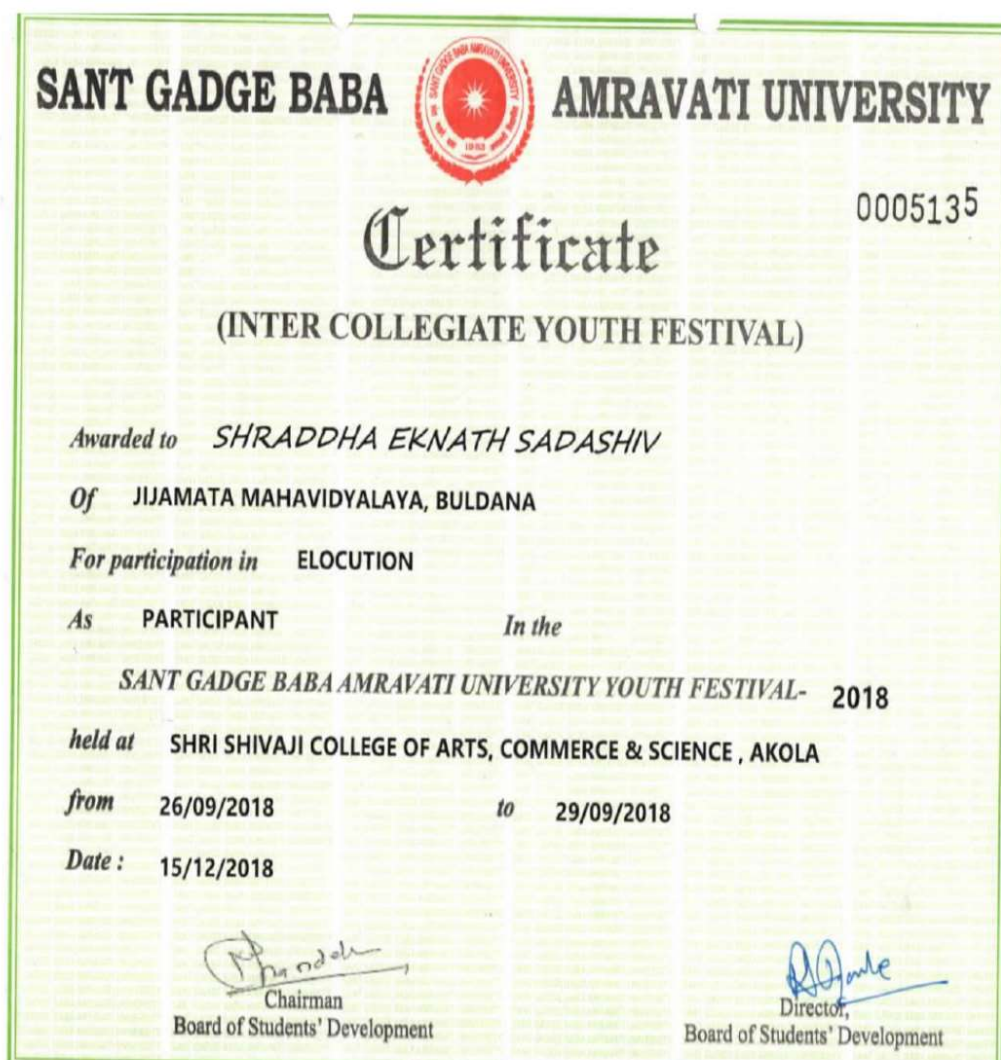 SANT GADGE BABA AMRAVATI UNIVERSITY
1983
0005135
Certificate
(INTER COLLEGIATE YOUTH FESTIVAL)
Awarded to SHRADDHA EKNATH SADASHIV
Of JIJAMATA MAHAVIDYALAYA, BULDANA
For participation in ELOCUTION
As PARTICIPANT In the
SANT GADGE BABA AMRAVATI UNIVERSITY YOUTH FESTIVAL- 2018
held at SHRI SHIVAJI COLLEGE OF ARTS, COMMERCE & SCIENCE , AKOLA
from 26/09/2018 to 29/09/2018
Date : 15/12/2018
Chairman Director,
Board of Students' Development Board of Students' Development